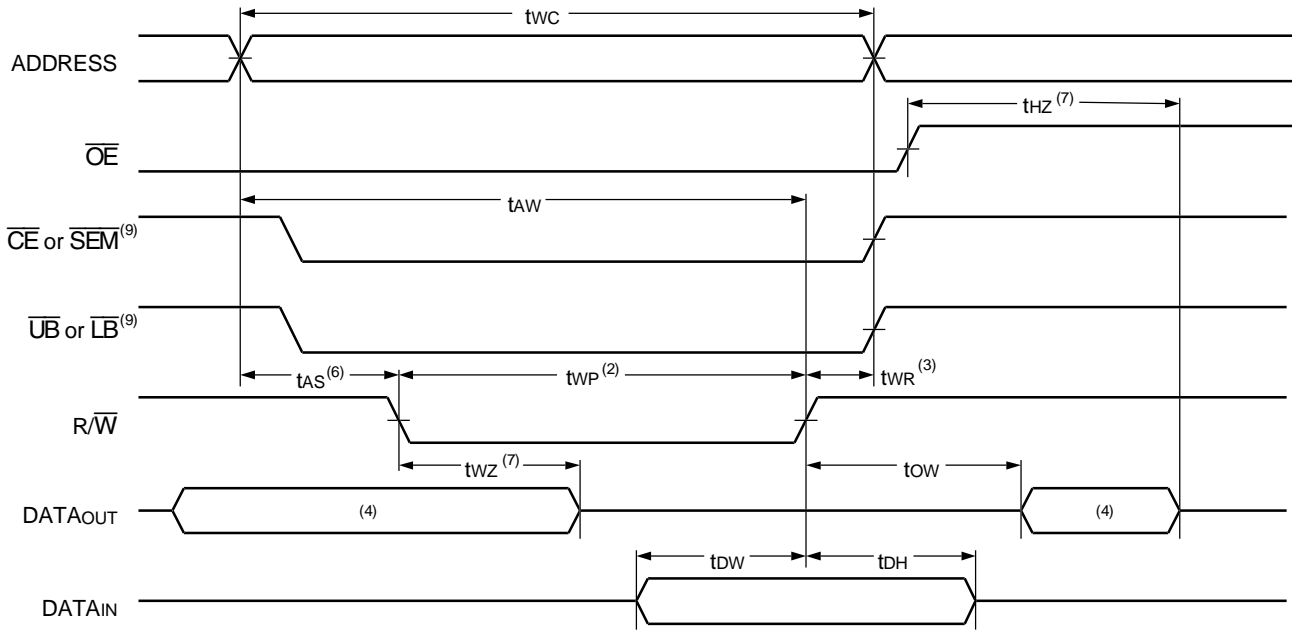 tWC
ADDRESS
tHZ (7)
OE
tAW
CE or SEM(9)
UB or LB(9)
tAS(6)
tWP(2)
tWR(3)
R/W
tWZ (7)
tOW
DATAOUT
(4)
(4)
tDW
tDH
DATAIN